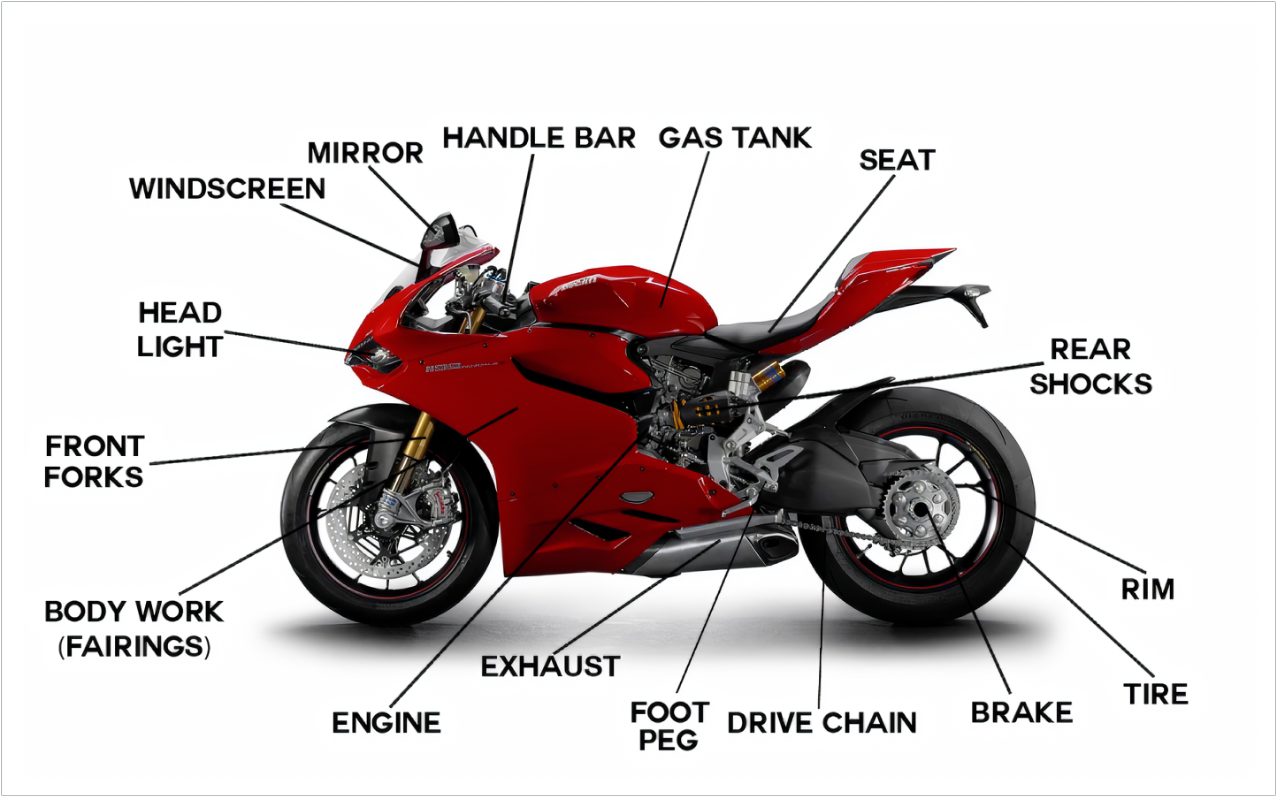 HANDLE BAR
GAS TANK
MIRROR
SEAT
WINDSCREEN
HEAD
LIGHT
REAR
SHOCKS
FRONT
FORKS
RIM
BODY WORK
(FAIRINGS)
EXHAUST
TIRE
ENGINE
FOOT
PEG
DRIVE CHAIN
BRAKE